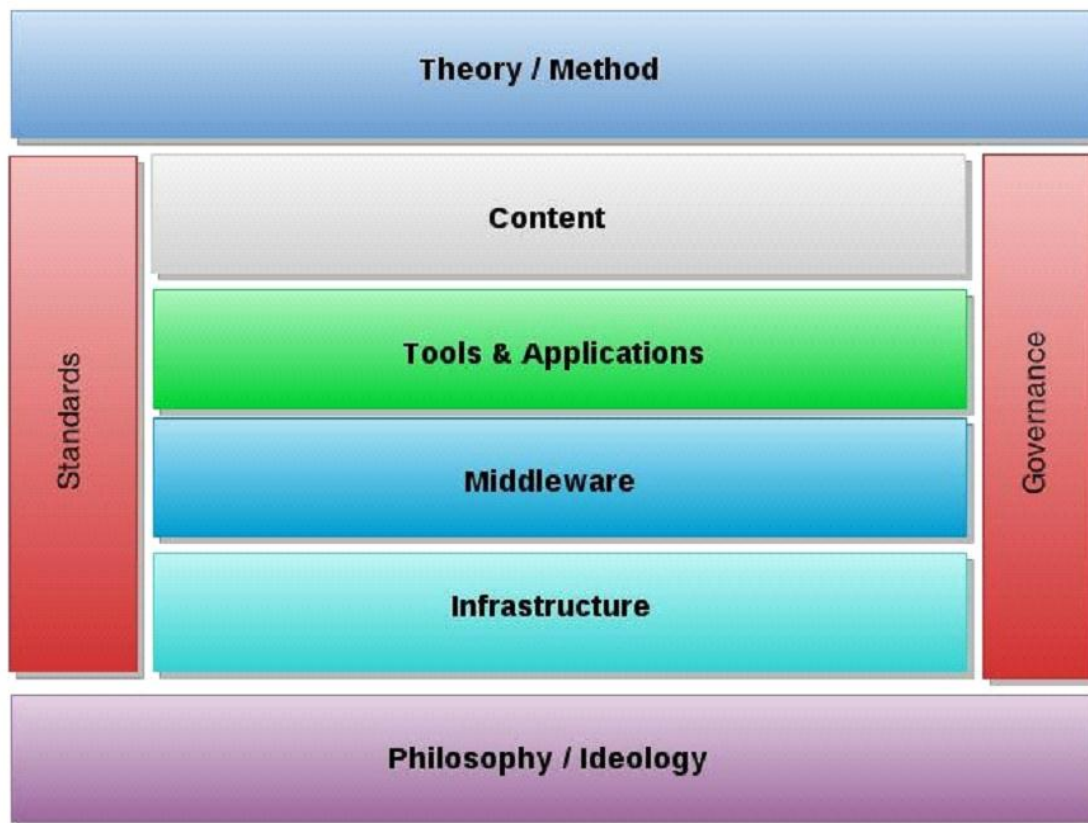 Theory / Method
Content
Tools & Applications
Middleware
Infrastructure
Standards
Governance
Philosophy / Ideology